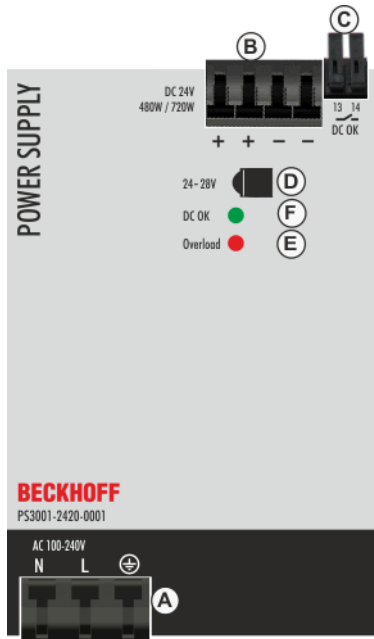 C
B
DC 24V
480W / 720W
13 14
DC OK
+ + − −
POWER SUPPLY
24-28V
D
DC OK
F
Overload
E
BECKHOFF
PS3001-2420-0001
AC 100-240V
N L
A